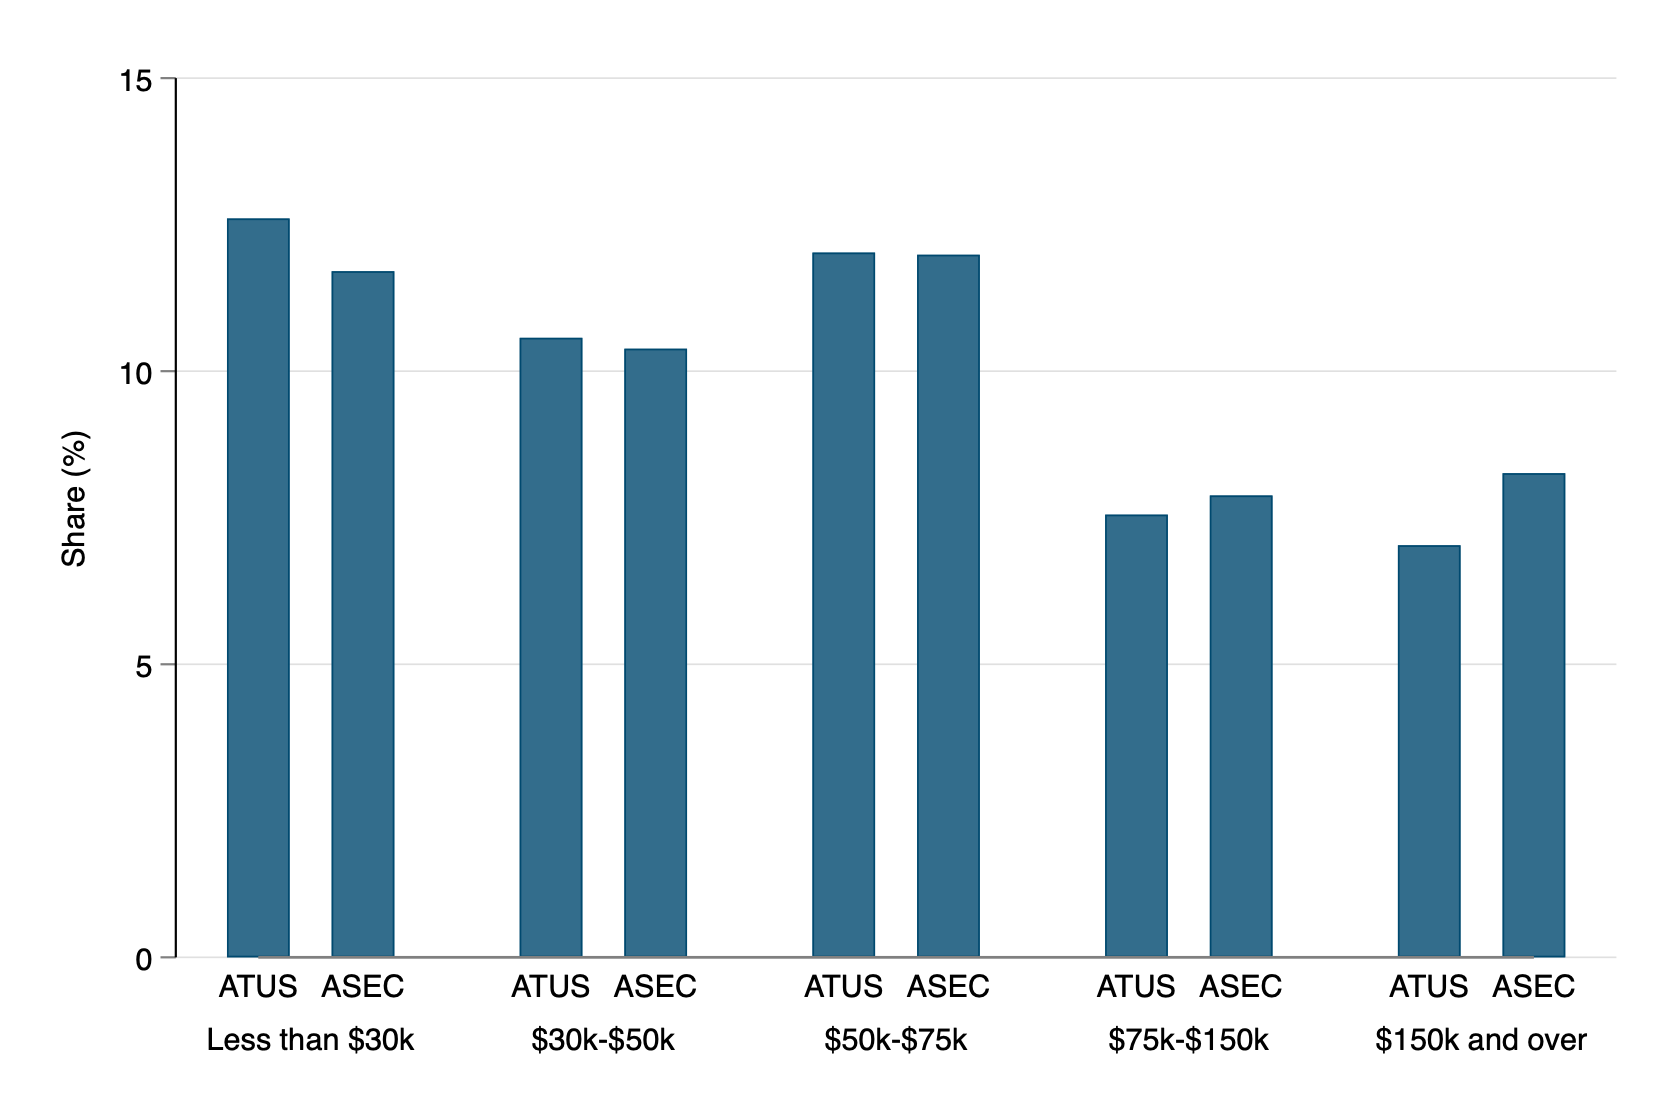 15
10
5
0
Share (%)
ATUS ASEC ATUS ASEC ATUS ASEC ATUS ASEC ATUS ASEC
Less than $30k $30k-$50k $50k-$75k $75k-$150k $150k and over